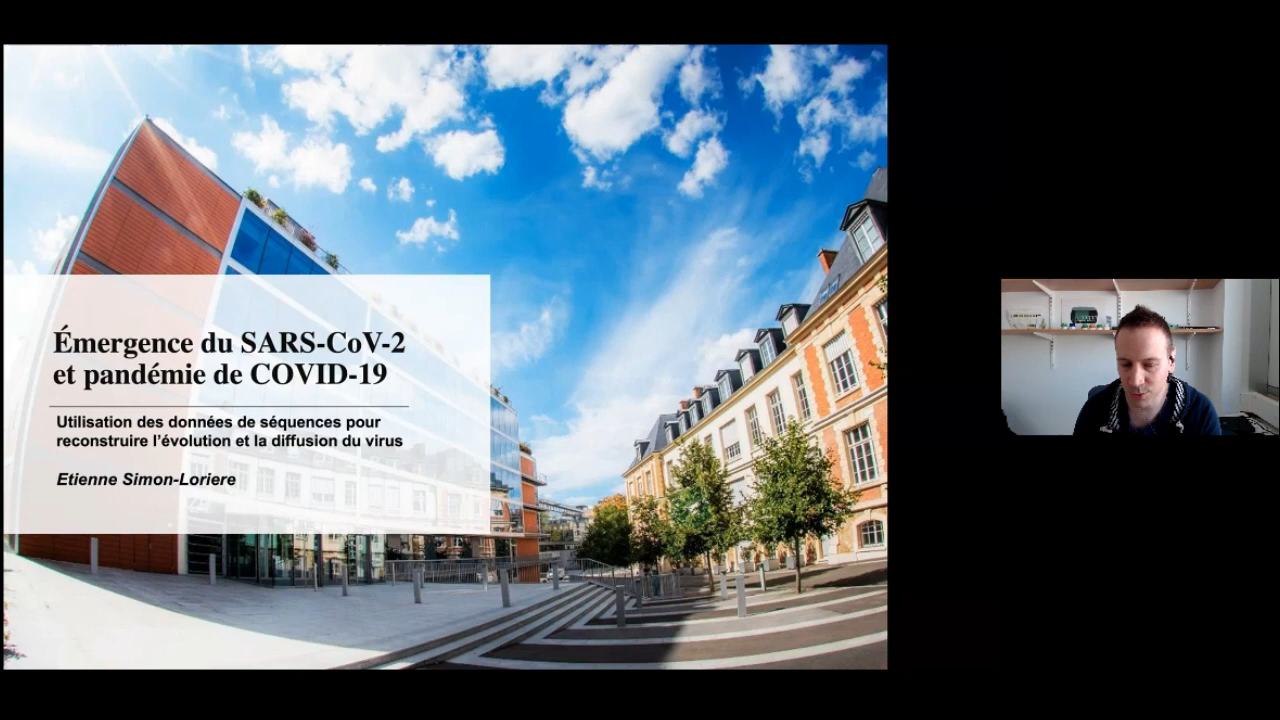 Émergence du SARS-CoV-2
et pandémie de COVID-19
Utilisation des données de séquences pour
reconstruire l’évolution et la diffusion du virus
Etienne Simon-Loriere